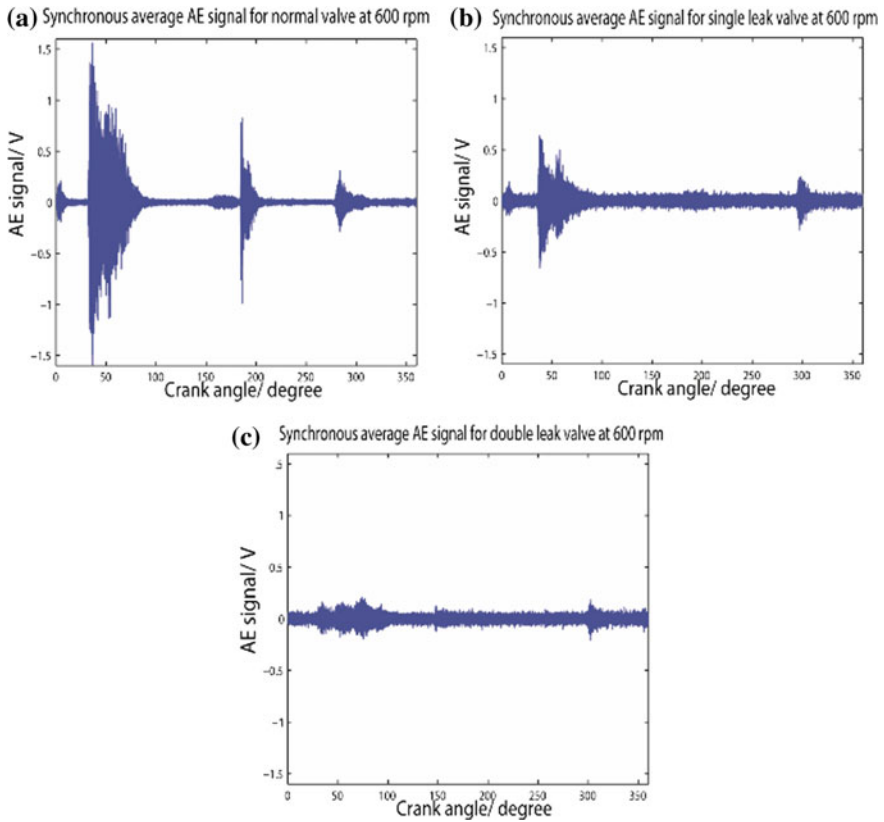 (a) Synchronous average AE signal for normal valve at 600 rpm
AE signal/ V
1.5
1
0.5
0
−0.5
−1
−1.5
0 50 100 150 200 250 300 350
Crank angle/ degree
(b) Synchronous average AE signal for single leak valve at 600 rpm
AE signal/ V
1.5
1
0.5
0
−0.5
−1
−1.5
0 50 100 150 200 250 300 350
Crank angle/ degree
(c) Synchronous average AE signal for double leak valve at 600 rpm
AE signal/ V
.5
1
0.5
0
−0.5
−1
−1.5
0 50 100 150 200 250 300 350
Crank angle/ degree